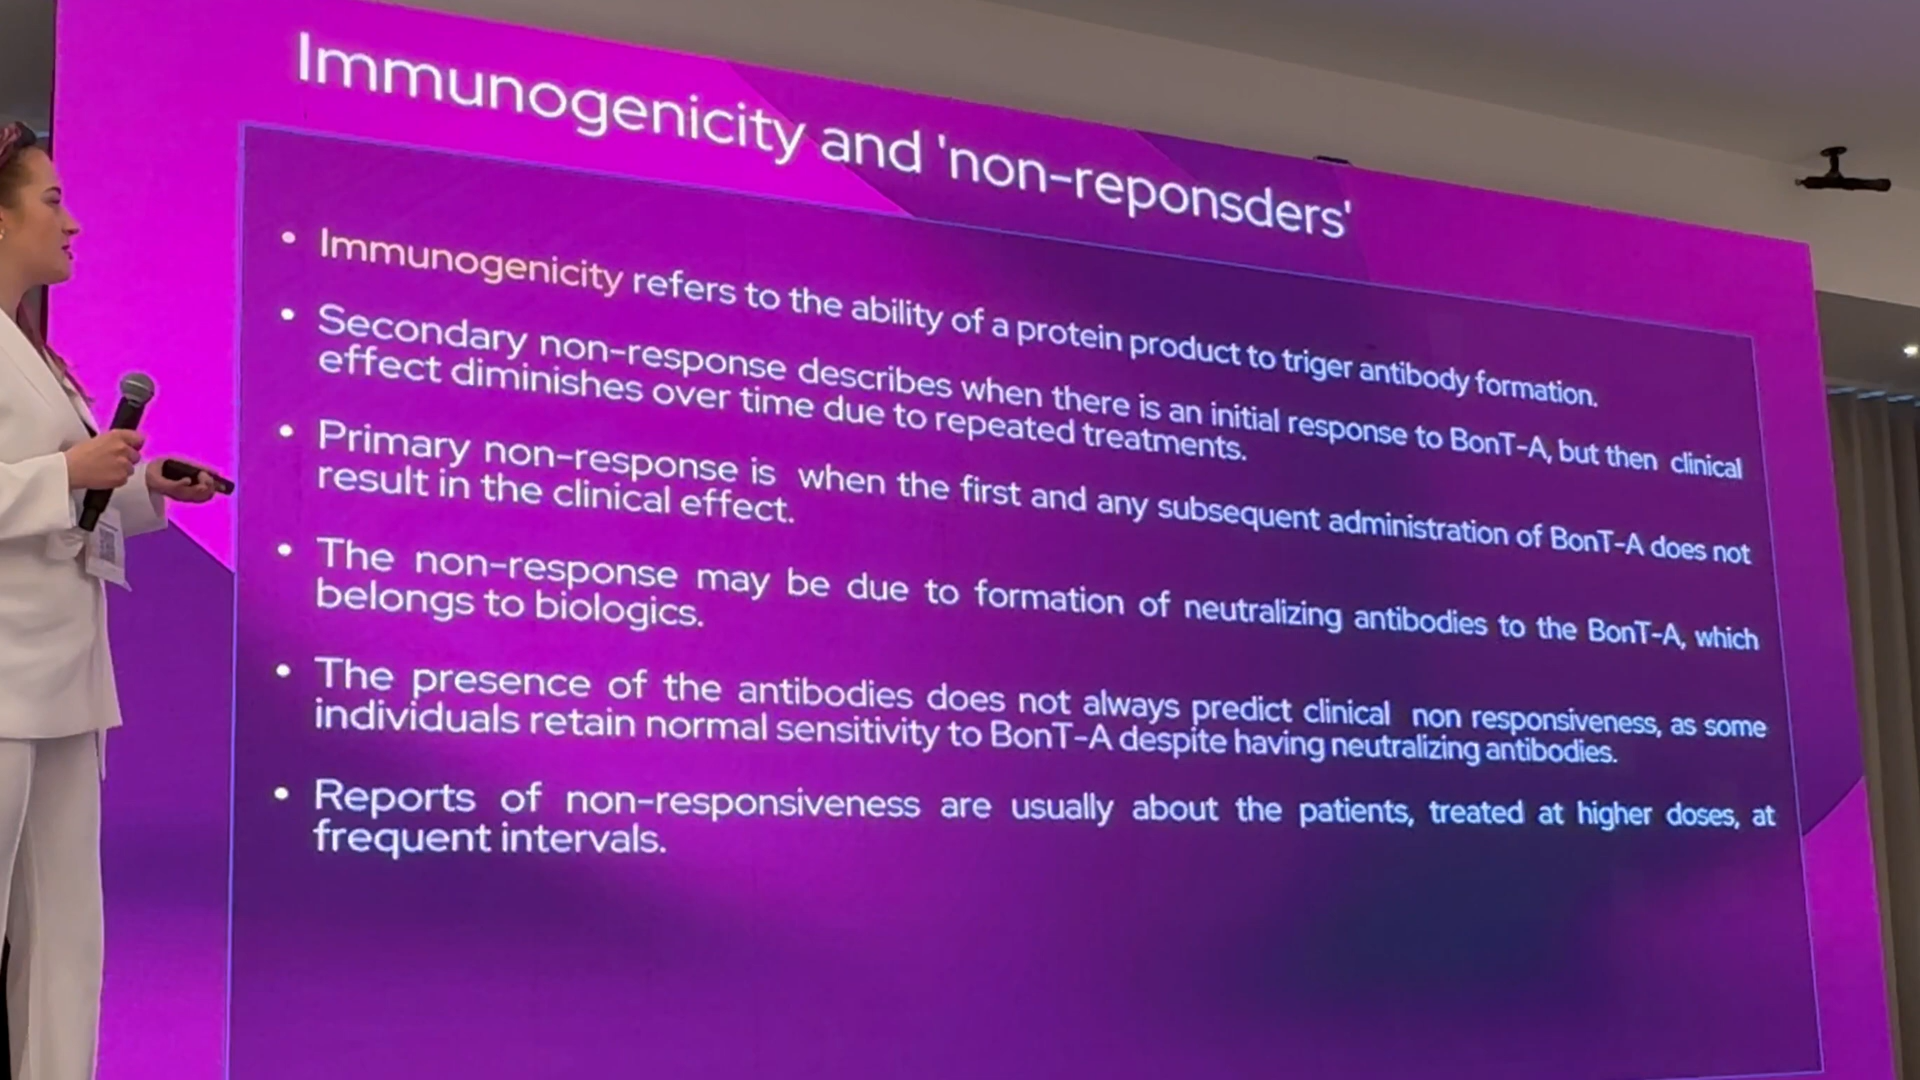 Immunogenicity and 'non-reponsders'
• Immunogenicity refers to the ability of a protein product to triger antibody formation.
• Secondary non-response describes when there is an initial response to BonT-A, but then clinical
effect diminishes over time due to repeated treatments.
• Primary non-response is when the first and any subsequent administration of BonT-A does not
result in the clinical effect.
• The non-response may be due to formation of neutralizing antibodies to the BonT-A, which
belongs to biologics.
• The presence of the antibodies does not always predict clinical non responsiveness, as some
individuals retain normal sensitivity to BonT-A despite having neutralizing antibodies.
• Reports of non-responsiveness are usually about the patients, treated at higher doses, at
frequent intervals.